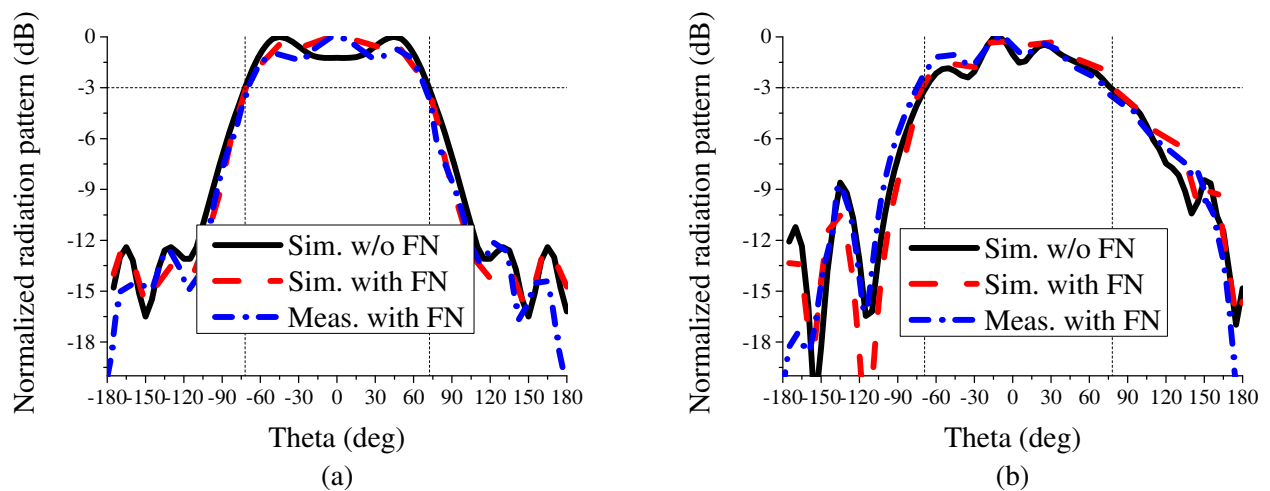 Normalized radiation pattern (dB)
0
-3
-6
-9
-12
-15
-18
Sim. w/o FN
Sim. with FN
Meas. with FN
-180 -150 -120 -90 -60 -30 0 30 60 90 120 150 180
Theta (deg)
(a)
Normalized radiation pattern (dB)
0
-3
-6
-9
-12
-15
-18
Sim. w/o FN
Sim. with FN
Meas. with FN
-180 -150 -120 -90 -60 -30 0 30 60 90 120 150 180
Theta (deg)
(b)